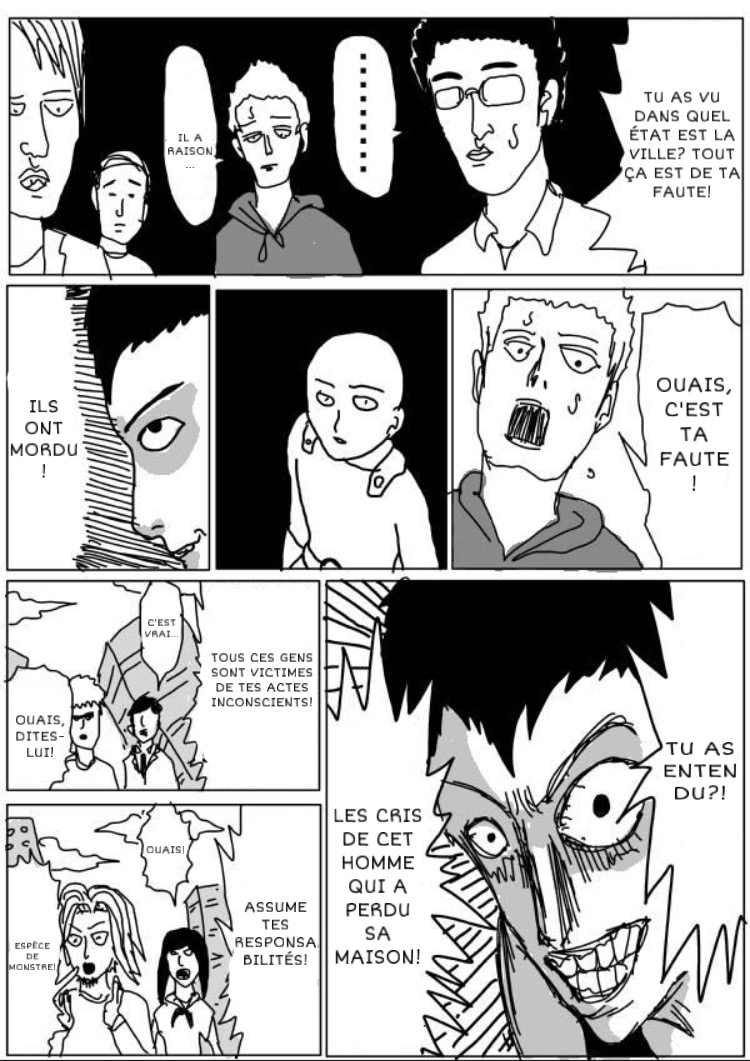 TU AS VU
DANS QUEL
ÉTAT EST LA
VILLE? TOUT
ÇA EST DE TA
FAUTE!
..........
IL A
RAISON
...
OUAIS,
C'EST
TA
FAUTE
!
ILS
ONT
MORDU
!
TU AS
ENTEN
DU?!
LES CRIS
DE CET
HOMME
QUI A
PERDU
SA
MAISON!
TOUS CES GENS
SONT VICTIMES
DE TES ACTES
INCONSCIENTS!
C'EST
VRAI...
OUAIS,
DITES-
LUI!
ASSUME
TES
RESPONSA
BILITÉS!
OUAIS!
ESPÈCE
DE
MONSTRE!